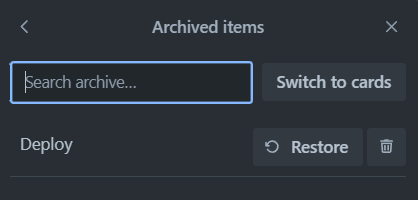 Archived items
Search archive...
Switch to cards
Deploy
Restore